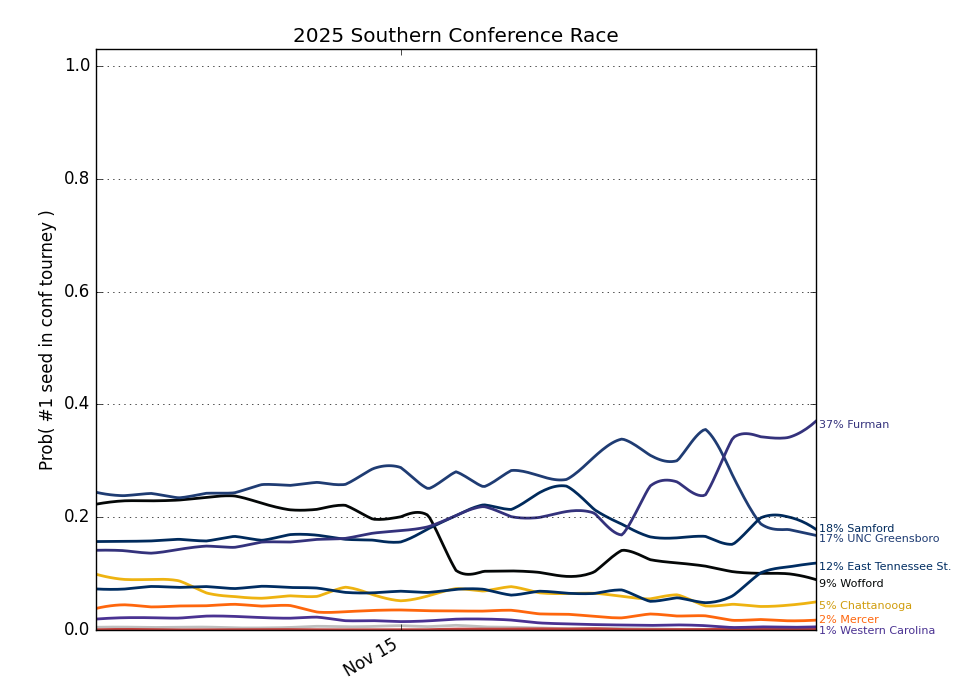 2025 Southern Conference Race
1.0
0.8
0.6
0.4
0.2
0.0
Prob( #1 seed in conf tourney )
Nov 15
37% Furman
18% Samford
17% UNC Greensboro
12% East Tennessee St.
9% Wofford
5% Chattanooga
2% Mercer
1% Western Carolina